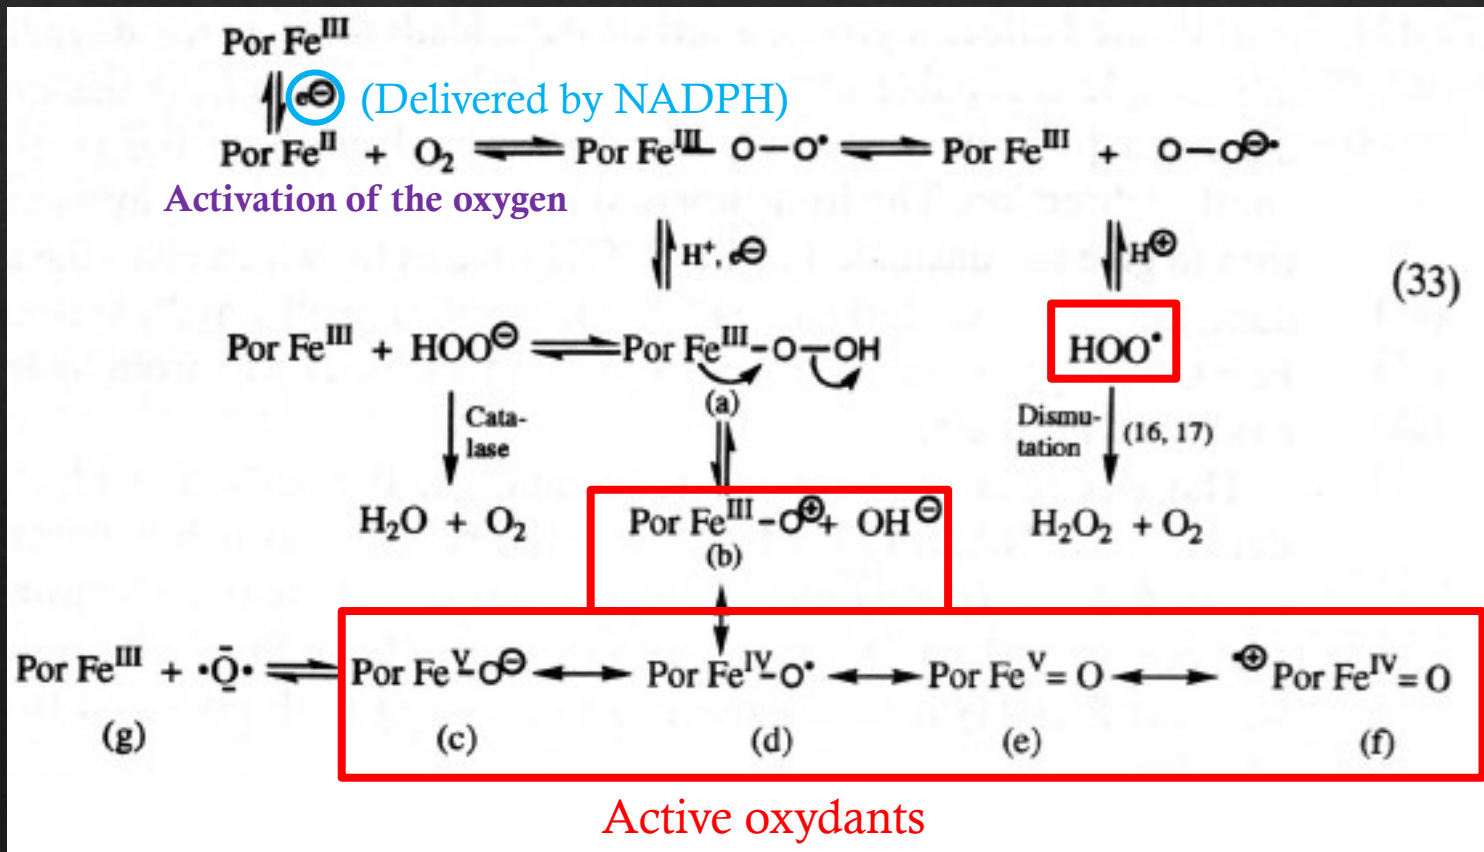 Por Fe^III
e⊖ (Delivered by NADPH)
Por Fe^II + O₂ ⇌ Por Fe^III–O–O• ⇌ Por Fe^III + O–O⊖•
Activation of the oxygen
H⁺, e⊖ H⊕
(33)
Por Fe^III + HOO⊖ ⇌ Por Fe^III–O–OH HOO•
(a)
Cata-
lase
Dismu-
tation (16, 17)
H₂O + O₂ Por Fe^III–O⊕ + OH⊖ H₂O₂ + O₂
(b)
Por Fe^III + •Ō̲• ⇌ Por Fe^V–O⊖ ↔ Por Fe^IV–O• ↔ Por Fe^V=O ↔ •⊕Por Fe^IV=O
(g) (c) (d) (e) (f)
Active oxydants